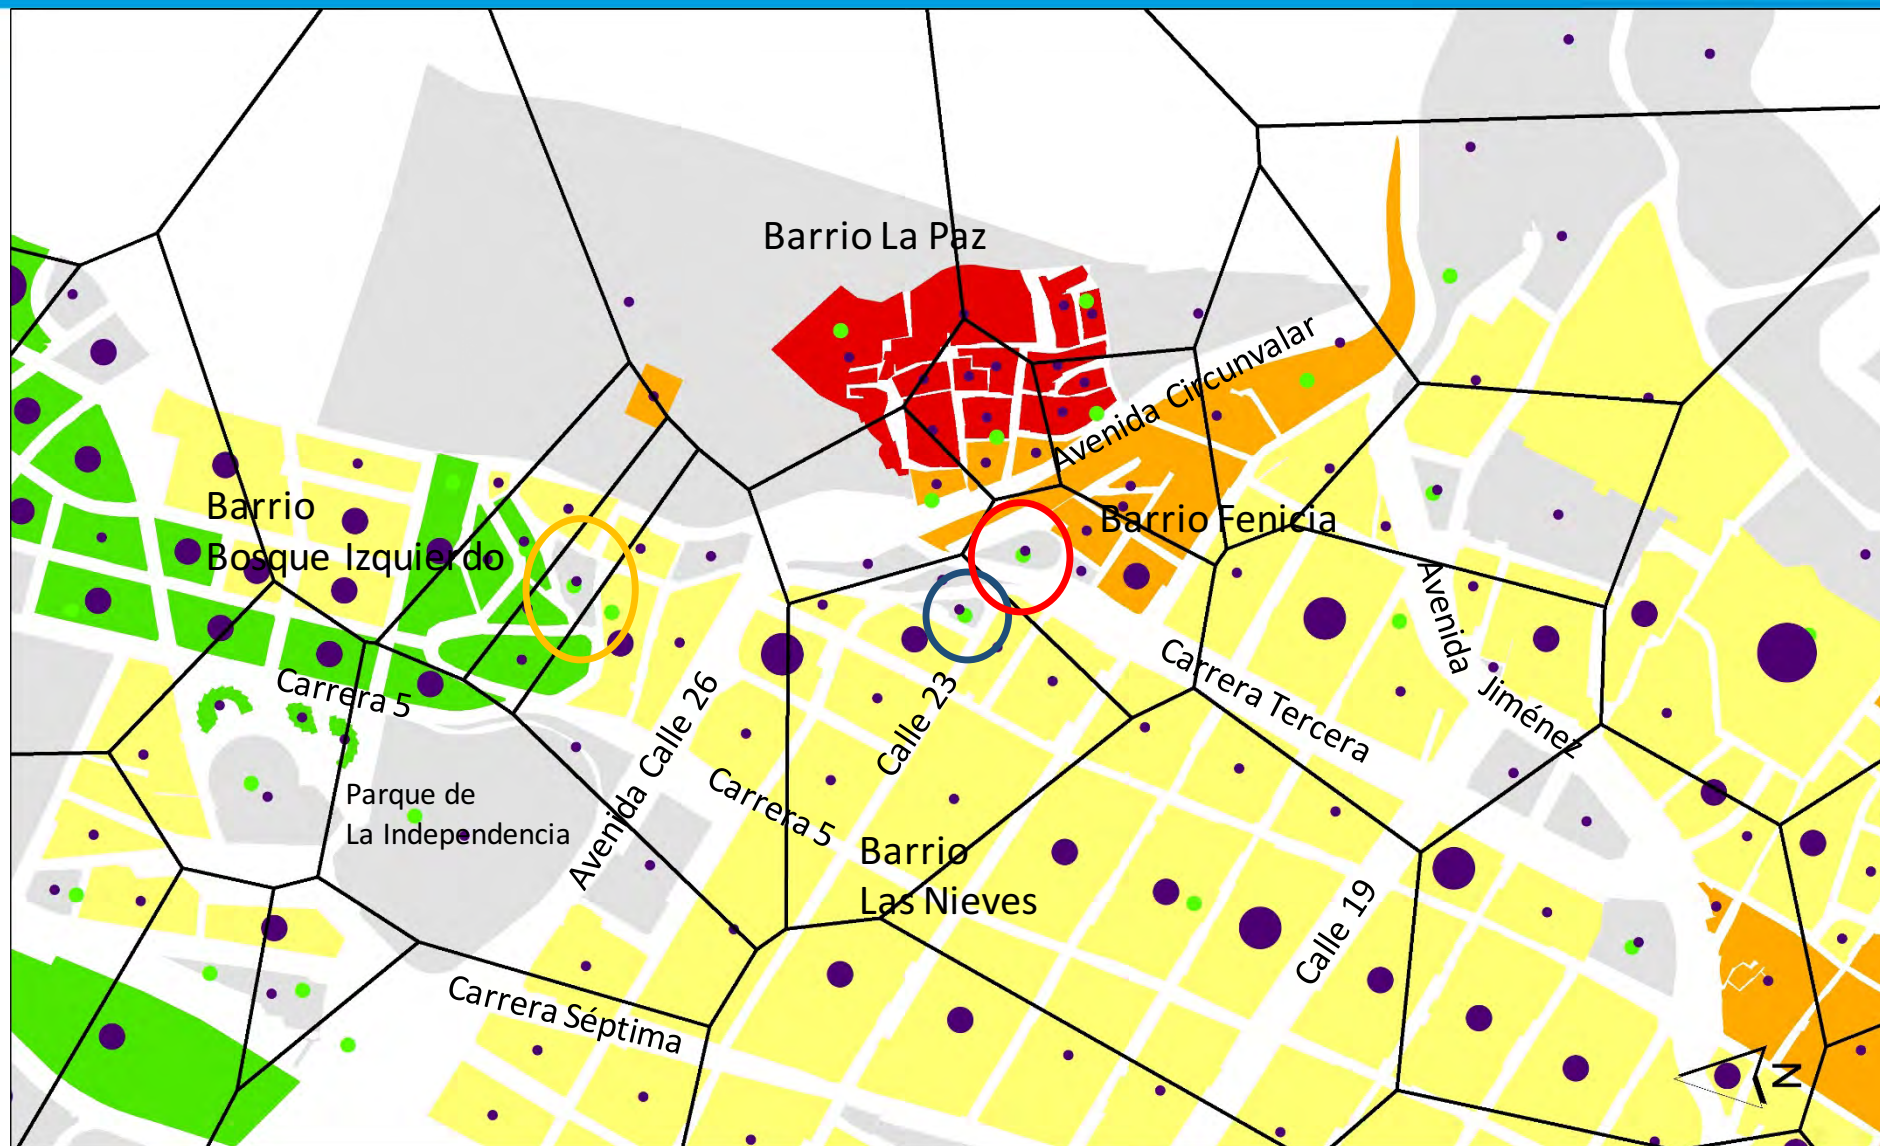 Barrio La Paz
Avenida Circunvalar
Barrio
Bosque Izquierdo
Barrio Fenicia
Avenida
Jiménez
Carrera Tercera
Carrera 5
Calle 23
Avenida Calle 26
Carrera 5
Parque de
La Independencia
Barrio
Las Nieves
Calle 19
Carrera Séptima
N